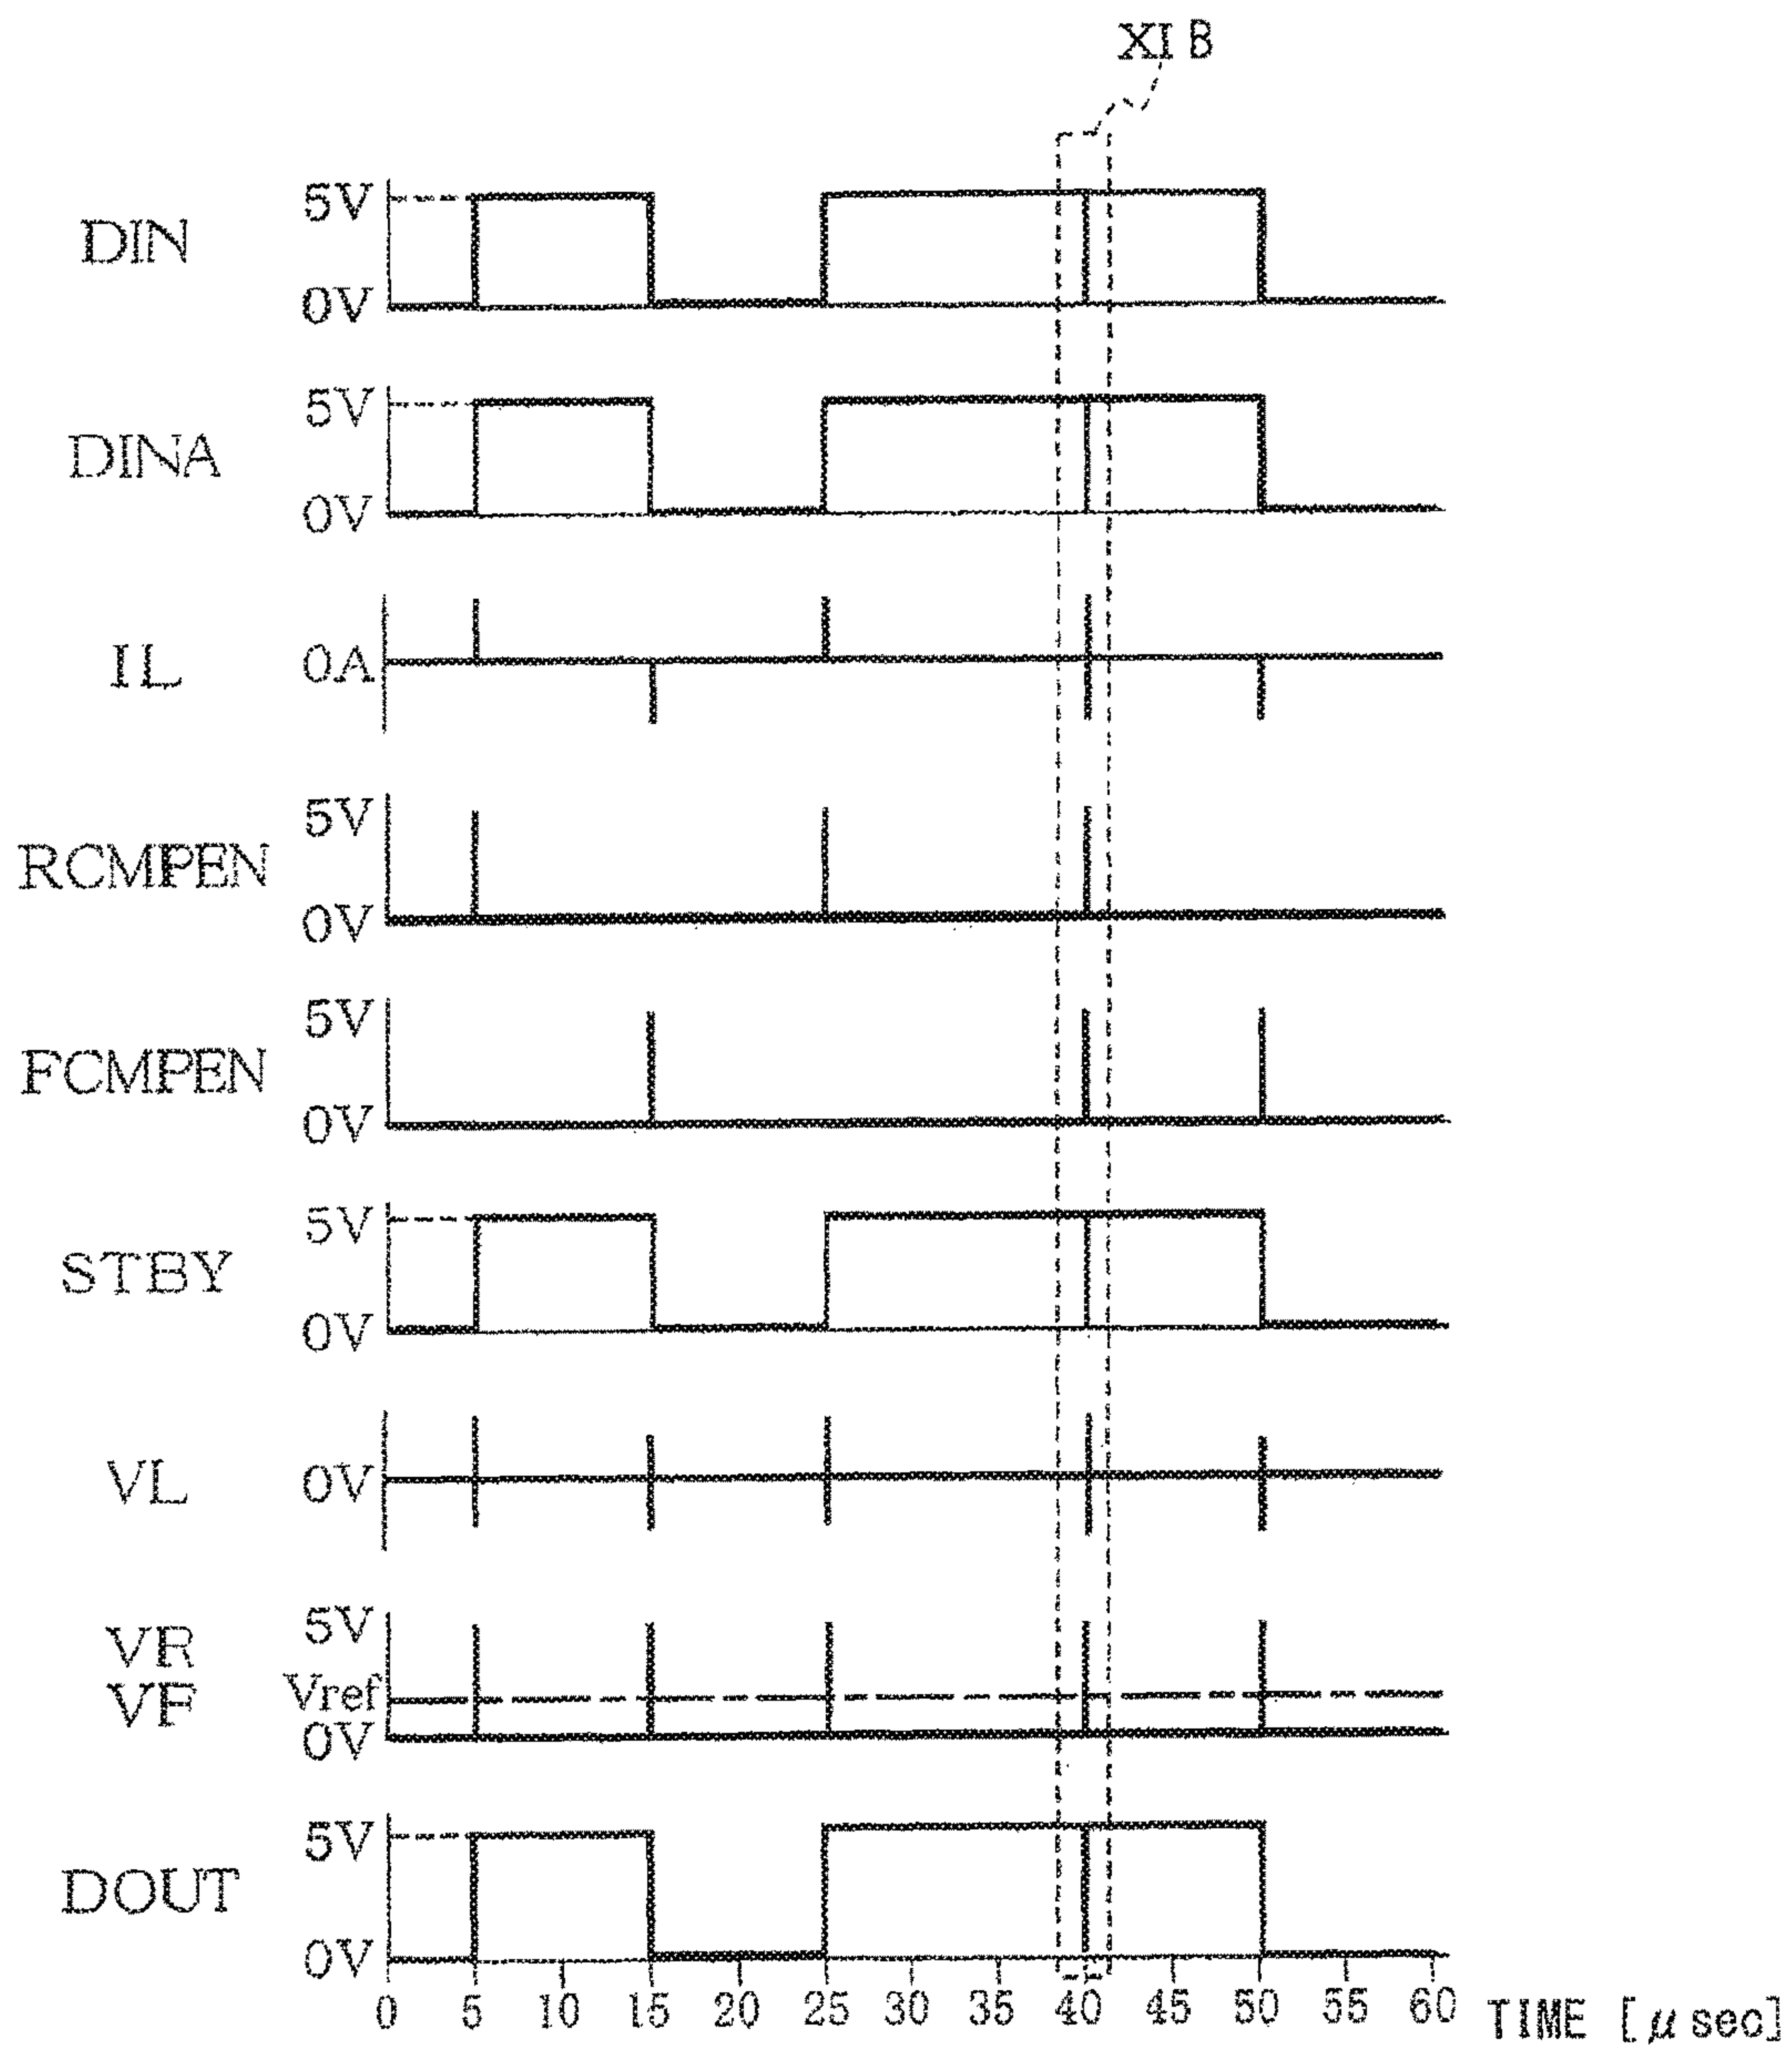 XI B
DIN
5V
0V
DINA
5V
0V
IL
0A
RCMPEN
5V
0V
FCMPEN
5V
0V
STBY
5V
0V
VL
0V
VR
VF
5V
Vref
0V
DOUT
5V
0V
0 5 10 15 20 25 30 35 40 45 50 55 60 TIME [μsec]